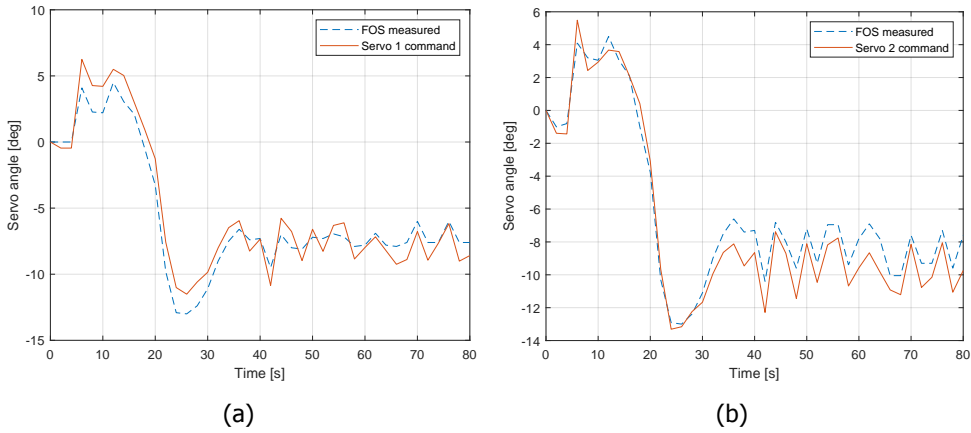 10
5
0
-5
-10
-15
Servo angle [deg]
0 10 20 30 40 50 60 70 80
Time [s]
FOS measured
Servo 1 command
(a)
6
4
2
0
-2
-4
-6
-8
-10
-12
-14
Servo angle [deg]
0 10 20 30 40 50 60 70 80
Time [s]
FOS measured
Servo 2 command
(b)